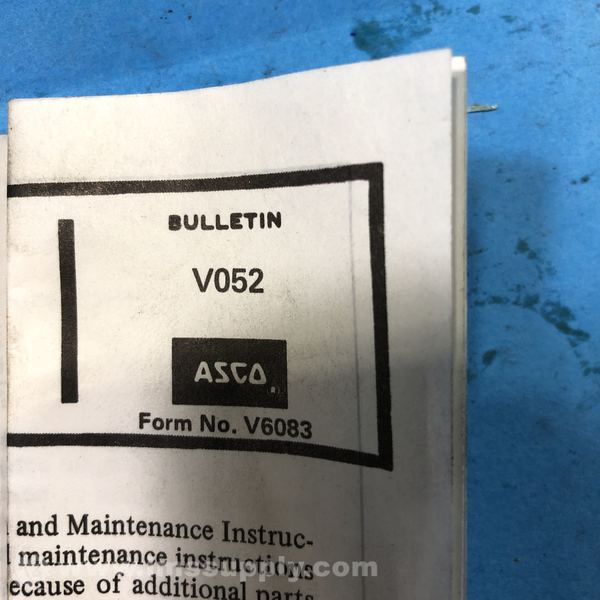 BULLETIN
V052
ASCO
Form No. V6083
and Maintenance Instruc-
maintenance instructions
ecause of additional parts